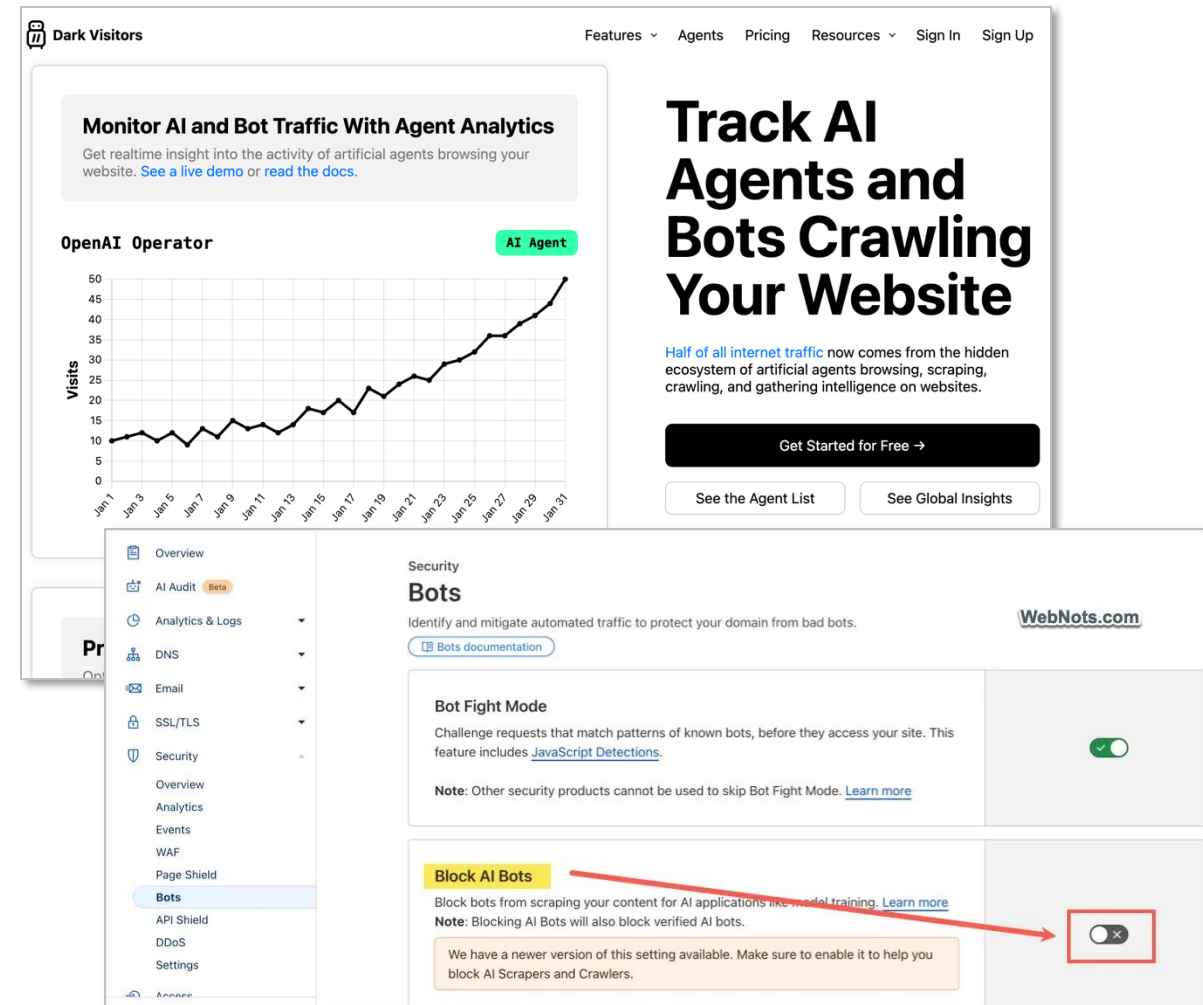 Dark Visitors
Features
Agents
Pricing
Resources
Sign In
Sign Up
Monitor AI and Bot Traffic With Agent Analytics
Get realtime insight into the activity of artificial agents browsing your
website. See a live demo or read the docs.
OpenAI Operator
AI Agent
50
45
40
35
30
25
20
15
10
5
0
Visits
Jan 1
Jan 3
Jan 5
Jan 7
Jan 9
Jan 11
Jan 13
Jan 15
Jan 17
Jan 19
Jan 21
Jan 23
Jan 25
Jan 27
Jan 29
Jan 31
Track AI
Agents and
Bots Crawling
Your Website
Half of all internet traffic now comes from the hidden
ecosystem of artificial agents browsing, scraping,
crawling, and gathering intelligence on websites.
Get Started for Free →
See the Agent List
See Global Insights
Pr
Overview
AI Audit Beta
Analytics & Logs
DNS
Email
SSL/TLS
Security
Overview
Analytics
Events
WAF
Page Shield
Bots
API Shield
DDoS
Settings
Access
Security
Bots
Identify and mitigate automated traffic to protect your domain from bad bots.
Bots documentation
WebNots.com
Bot Fight Mode
Challenge requests that match patterns of known bots, before they access your site. This
feature includes JavaScript Detections.
Note: Other security products cannot be used to skip Bot Fight Mode. Learn more
Block AI Bots
Block bots from scraping your content for AI applications like model training. Learn more
Note: Blocking AI Bots will also block verified AI bots.
We have a newer version of this setting available. Make sure to enable it to help you
block AI Scrapers and Crawlers.